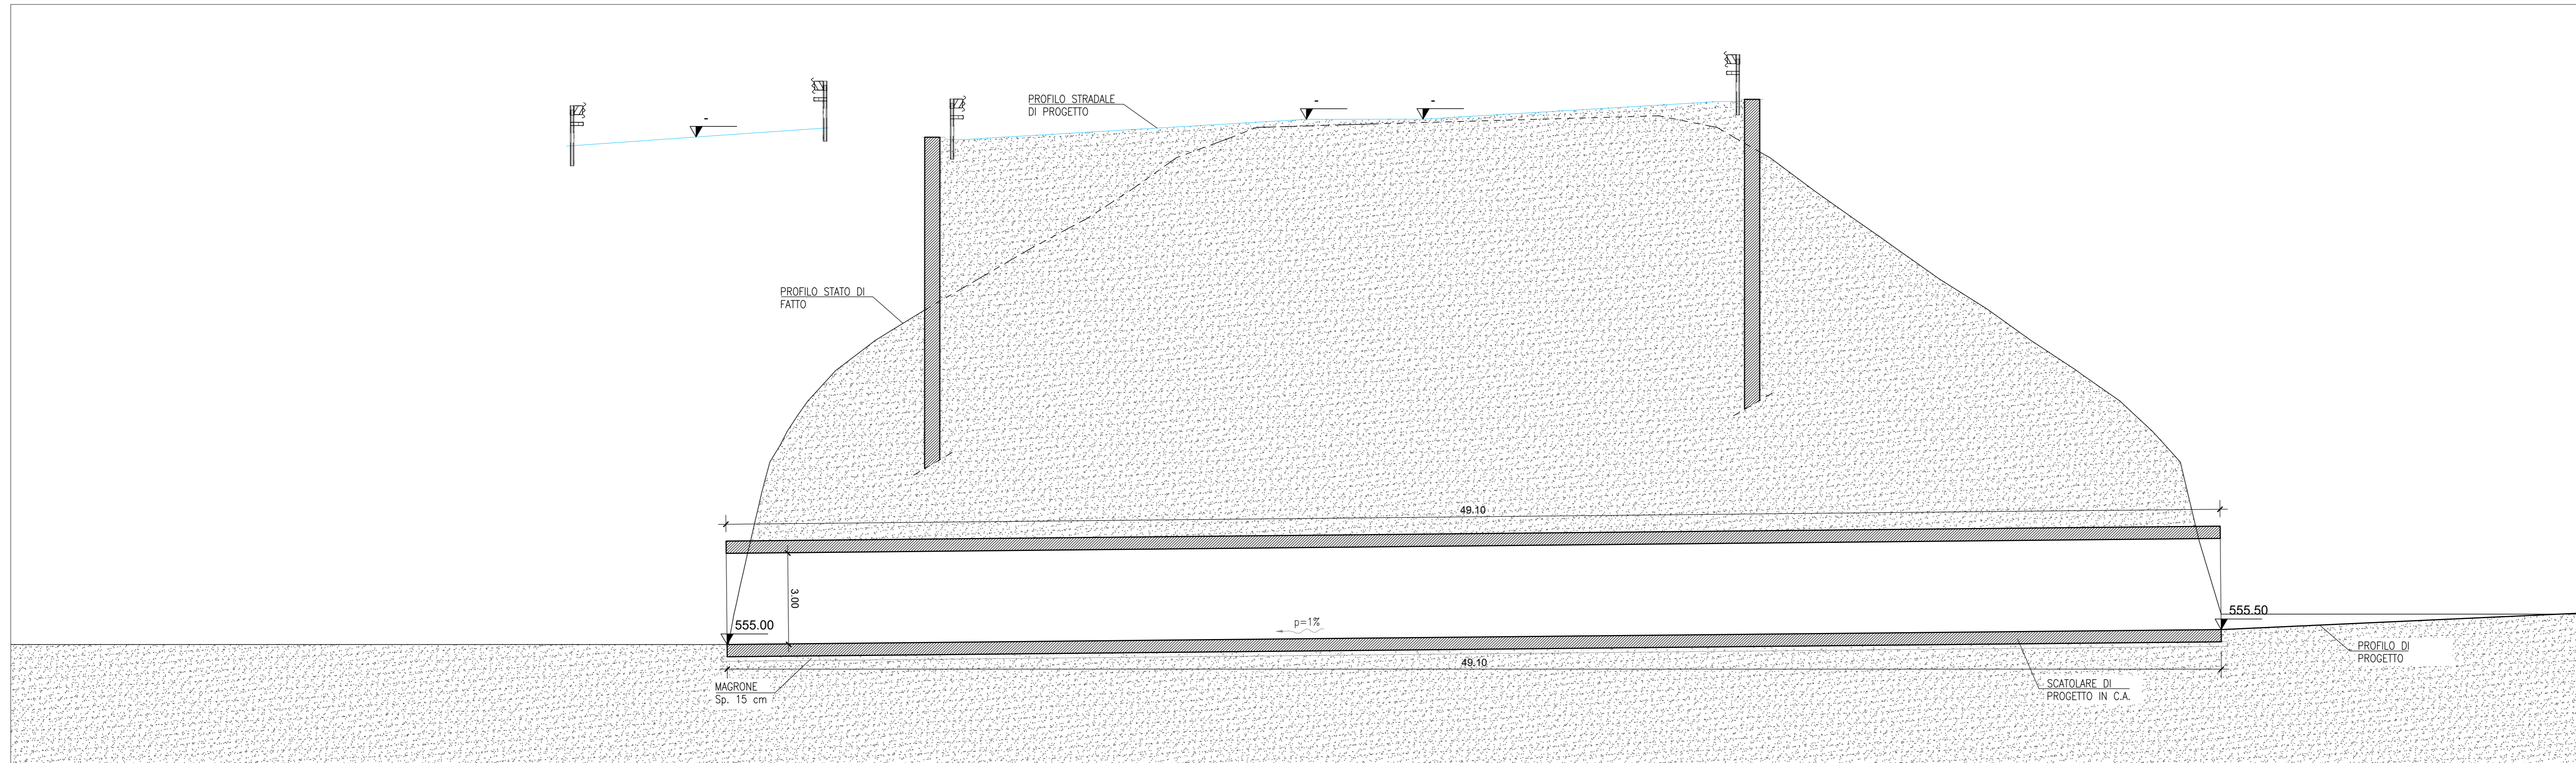 -
PROFILO STRADALE
DI PROGETTO
-
-
PROFILO STATO DI
FATTO
49.10
3.00
555.00
p=1%
555.50
49.10
MAGRONE
Sp. 15 cm
SCATOLARE DI
PROGETTO IN C.A.
PROFILO DI
PROGETTO